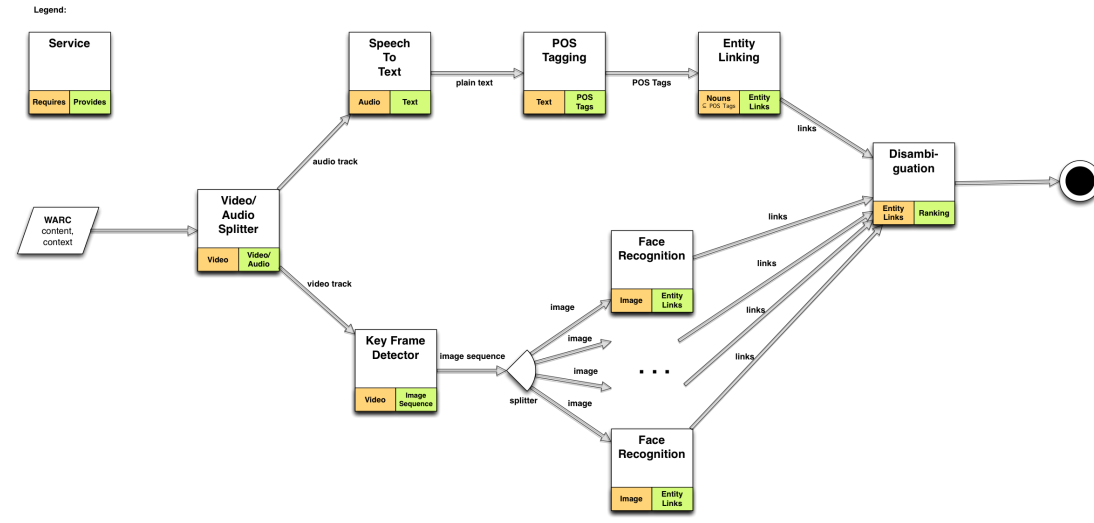 Legend:
Service
Requires
Provides
Speech
To
Text
Audio
Text
plain text
POS
Tagging
Text
POS
Tags
POS Tags
Entity
Linking
Nouns
⊆ POS Tags
Entity
Links
links
audio track
WARC
content,
context
Video/
Audio
Splitter
Video
Video/
Audio
video track
Key Frame
Detector
Video
Image
Sequence
image sequence
splitter
image
image
image
image
Face
Recognition
Image
Entity
Links
. . .
Face
Recognition
Image
Entity
Links
links
links
links
links
Disambi-
guation
Entity
Links
Ranking